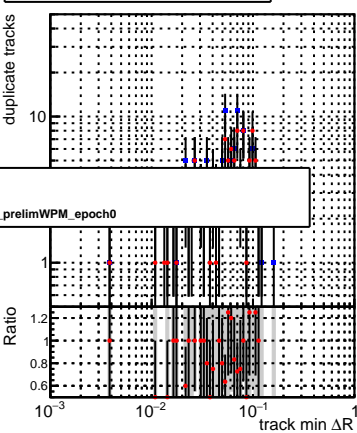 duplicate tracks
10
_prelimWPM_epoch0
1
Ratio
1.2
1
0.8
0.6
10−3 10−2 10−1 1
track min ΔR